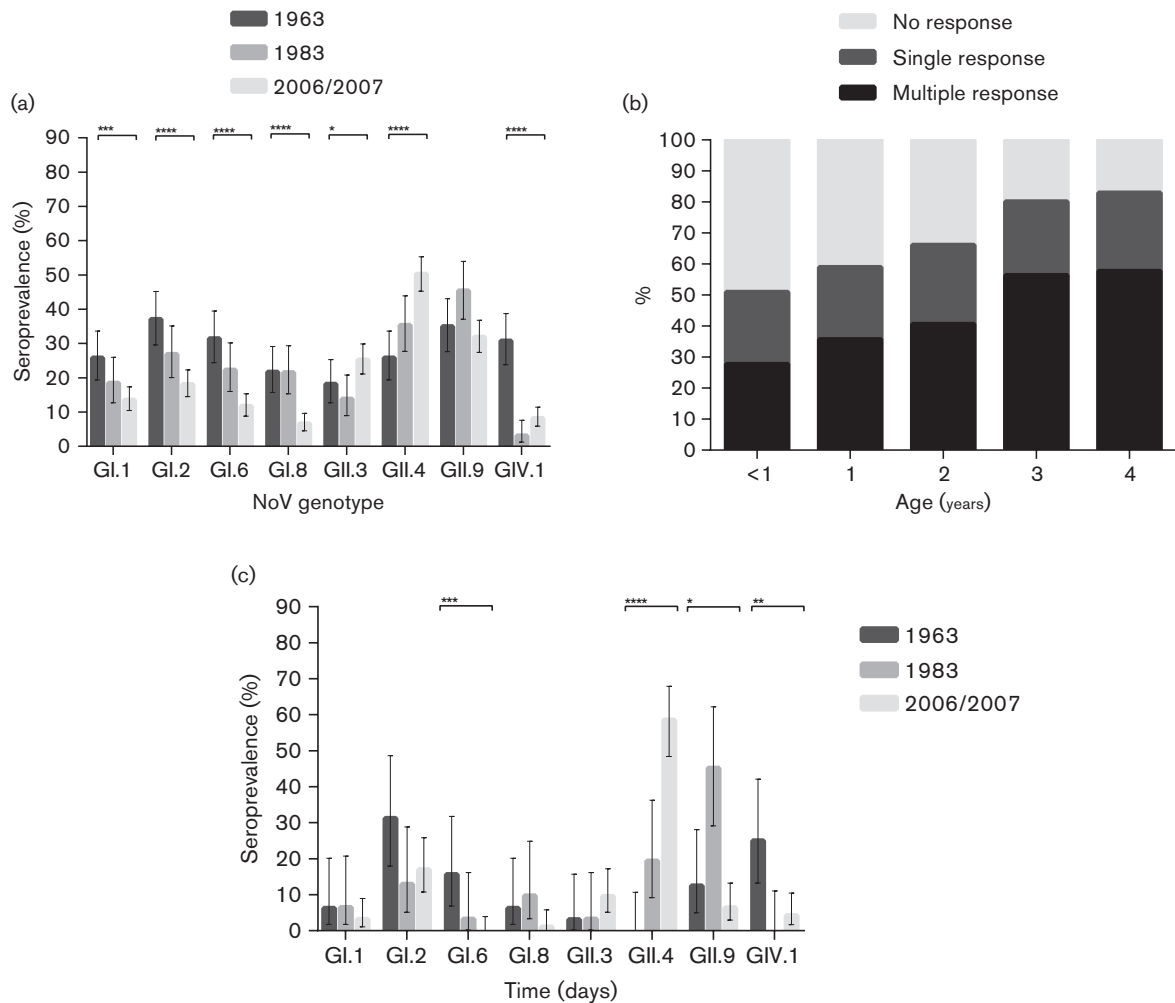 1963
1983
2006/2007
(a)
*** **** **** **** * **** ****
90
80
70
60
50
40
30
20
10
0
Seroprevalence (%)
GI.1 GI.2 GI.6 GI.8 GII.3 GII.4 GII.9 GIV.1
NoV genotype
No response
Single response
Multiple response
(b)
100
90
80
70
60
50
40
30
20
10
0
%
<1 1 2 3 4
Age (years)
(c)
*** **** * **
90
80
70
60
50
40
30
20
10
0
Seroprevalence (%)
GI.1 GI.2 GI.6 GI.8 GII.3 GII.4 GII.9 GIV.1
Time (days)
1963
1983
2006/2007